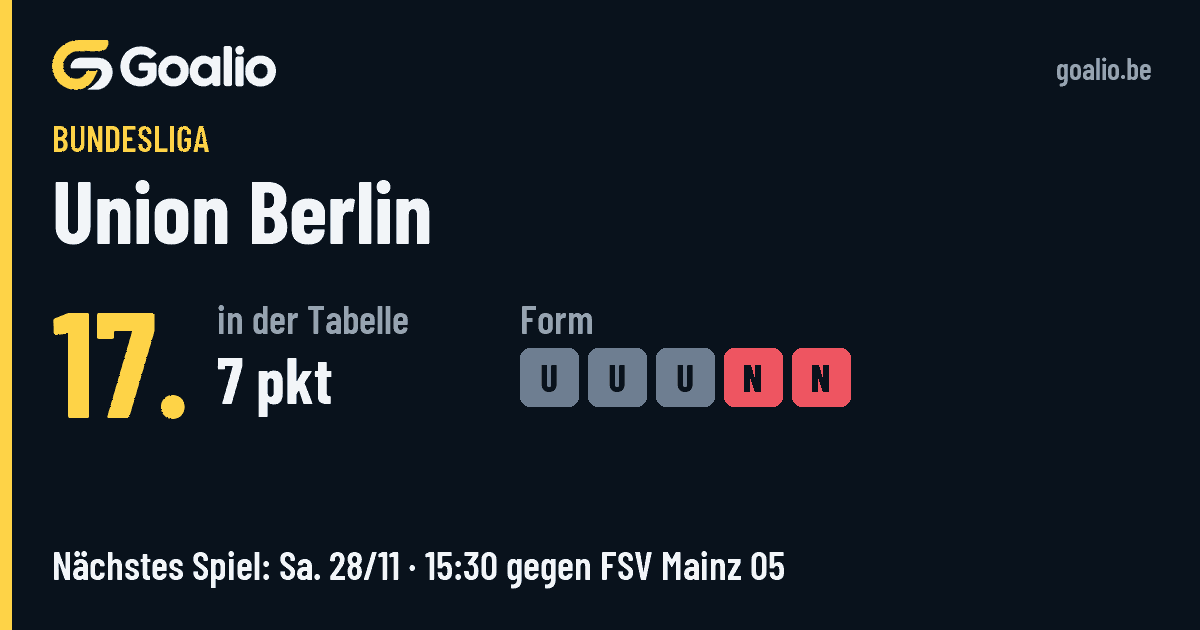 Goalio
goalio.be
BUNDESLIGA
Union Berlin
17.
in der Tabelle
7 pkt
Form
U U U N N
Nächstes Spiel: Sa. 28/11 · 15:30 gegen FSV Mainz 05